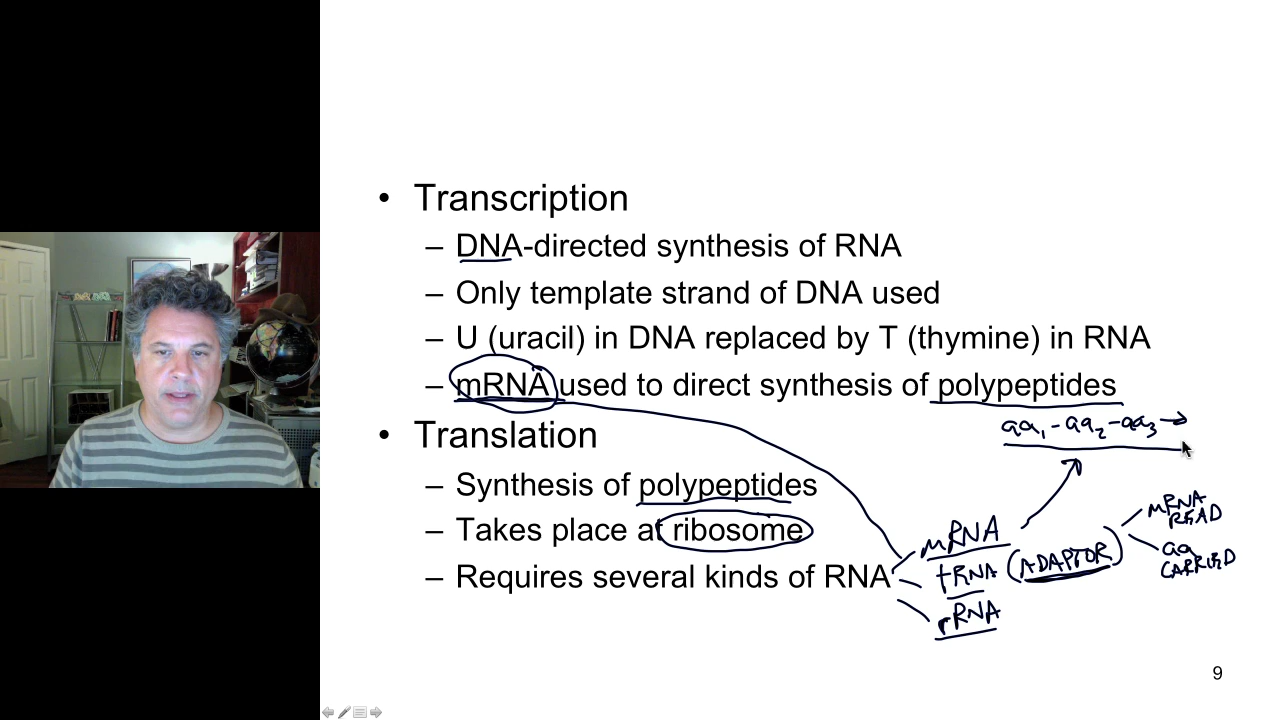 • Transcription
– DNA-directed synthesis of RNA
– Only template strand of DNA used
– U (uracil) in DNA replaced by T (thymine) in RNA
– mRNA used to direct synthesis of polypeptides
aa1-aa2-aa3→
• Translation
– Synthesis of polypeptides
– Takes place at ribosome
– Requires several kinds of RNA
mRNA
tRNA (ADAPTOR)
rRNA
mRNA
READ
aa
CARRIED
9